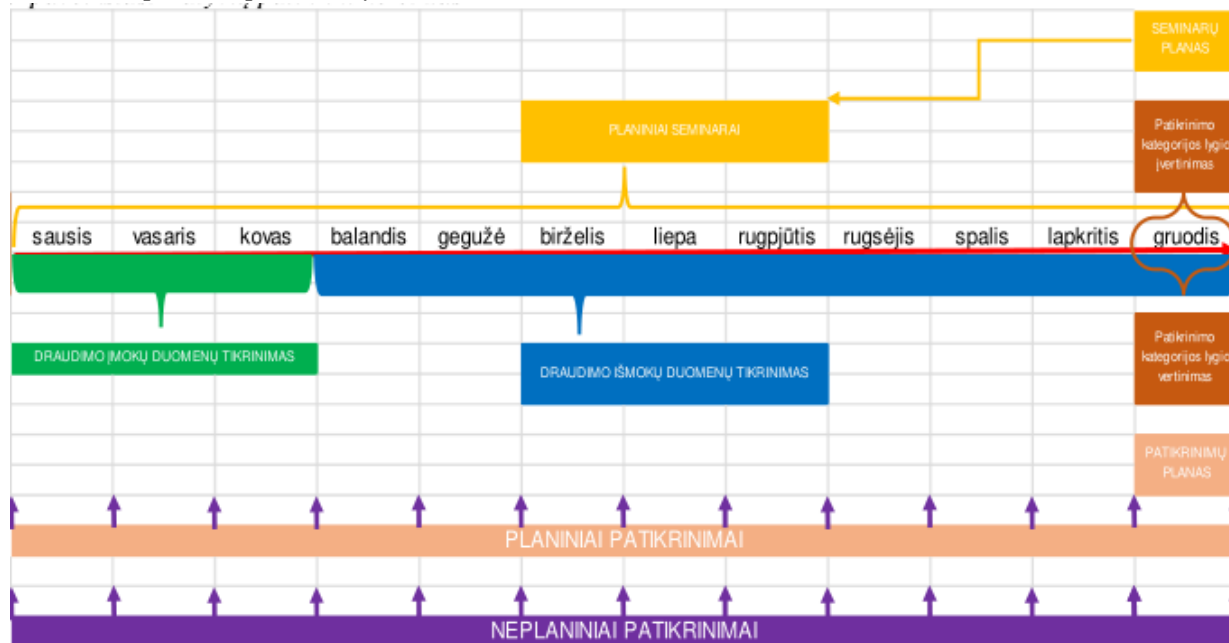 SEMINARŲ
PLANAS
PLANINIAI SEMINARAI
Patikrinimo
kategorijos lygio
įvertinimas
sausis vasaris kovas balandis gegužė birželis liepa rugpjūtis rugsėjis spalis lapkritis gruodis
DRAUDIMO ĮMOKŲ DUOMENŲ TIKRINIMAS
DRAUDIMO IŠMOKŲ DUOMENŲ TIKRINIMAS
Patikrinimo
kategorijos lygio
vertinimas
PATIKRINIMŲ
PLANAS
PLANINIAI PATIKRINIMAI
NEPLANINIAI PATIKRINIMAI